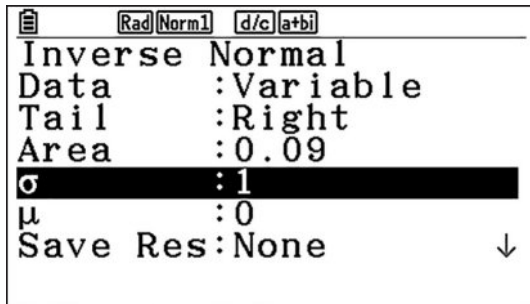 Rad Norm1 d/c a+bi
Inverse Normal
Data :Variable
Tail :Right
Area :0.09
σ :1
μ :0
Save Res:None ↓